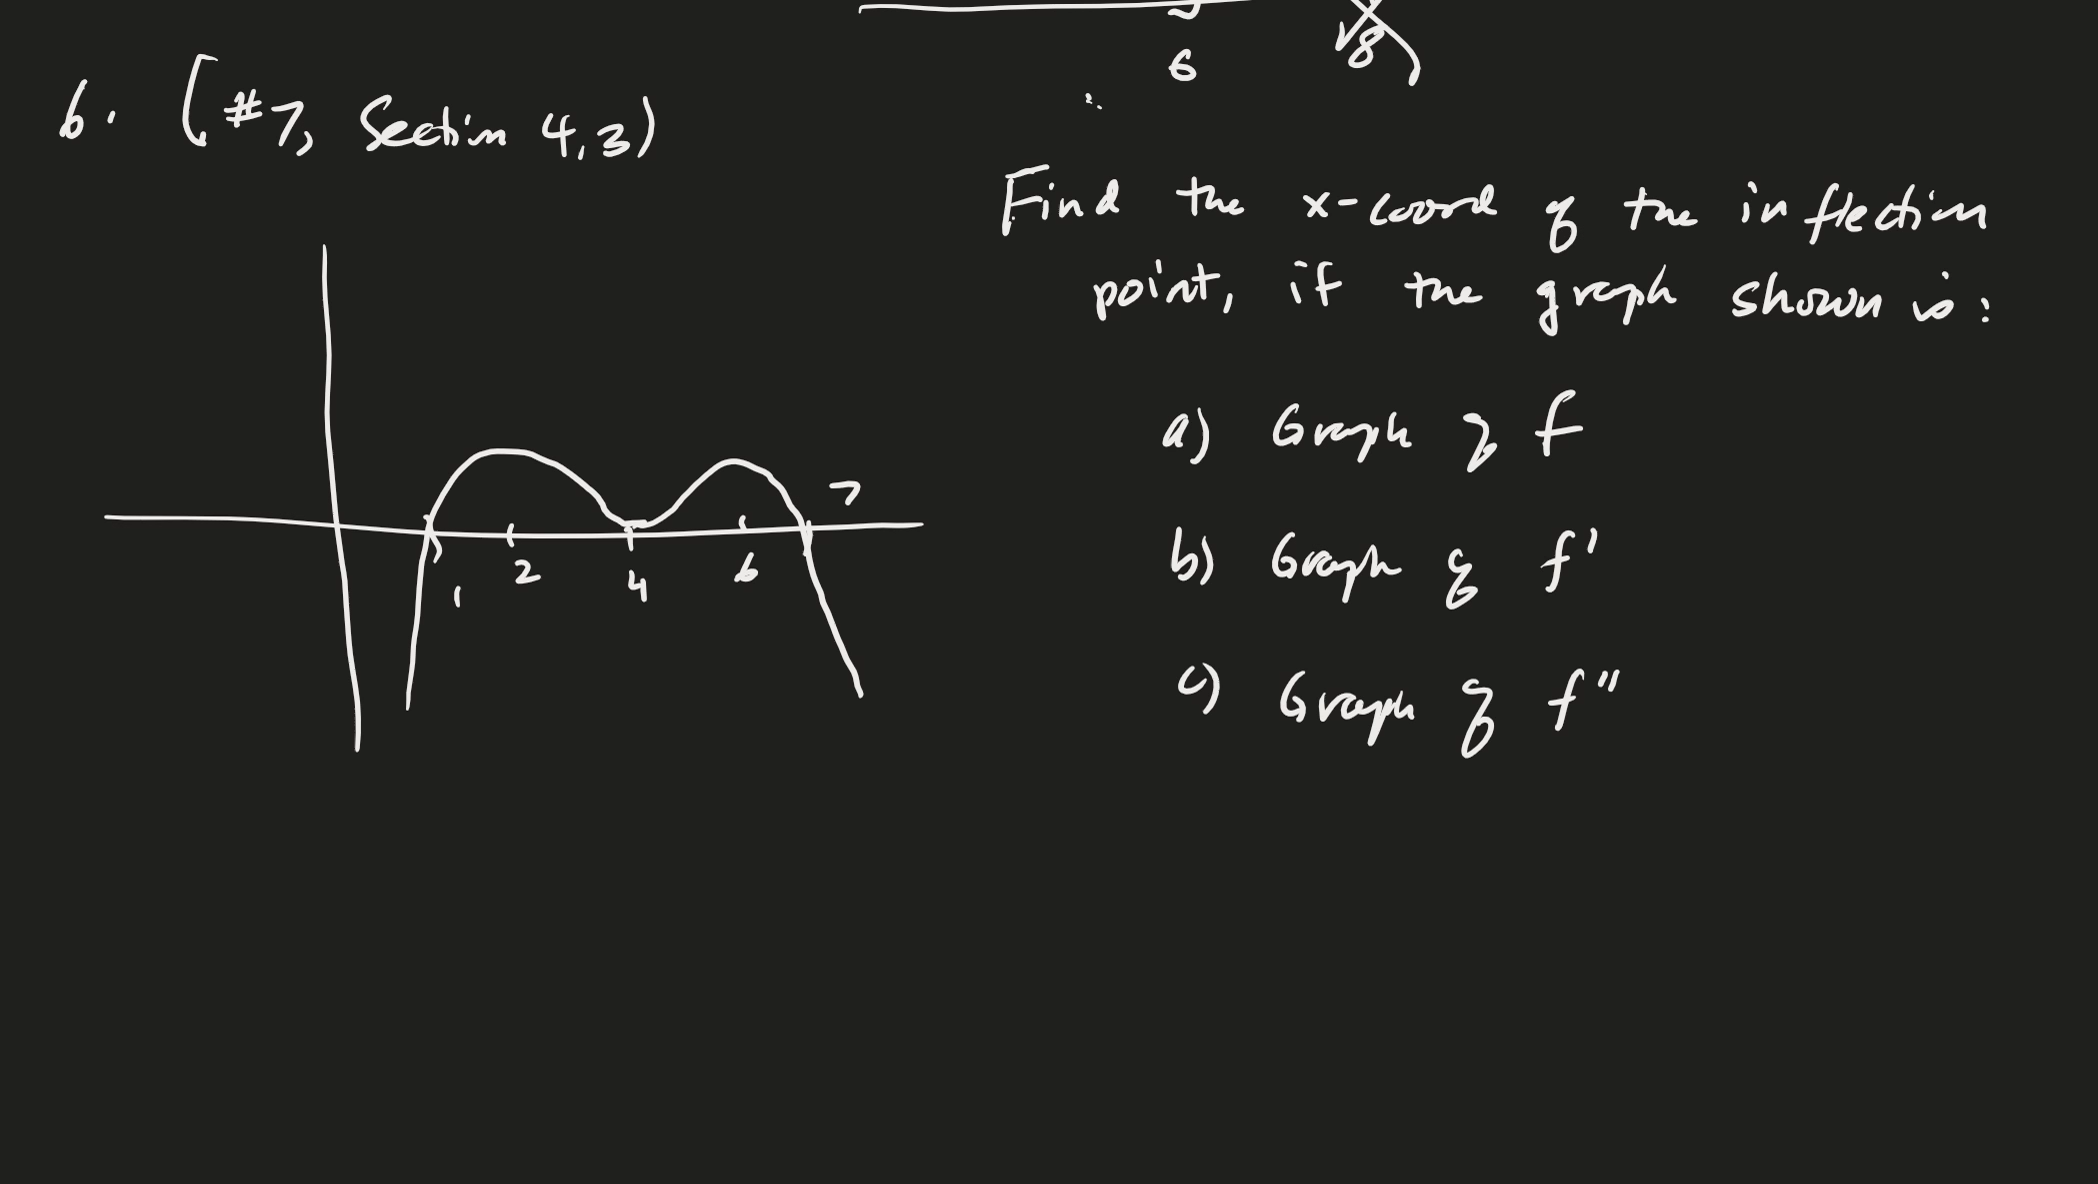 6
√8
6. (#7, Section 4.3)
Find the x-coord of the inflection
point, if the graph shown is:
a) Graph of f
b) Graph of f'
c) Graph of f"
7
1 2 4 6